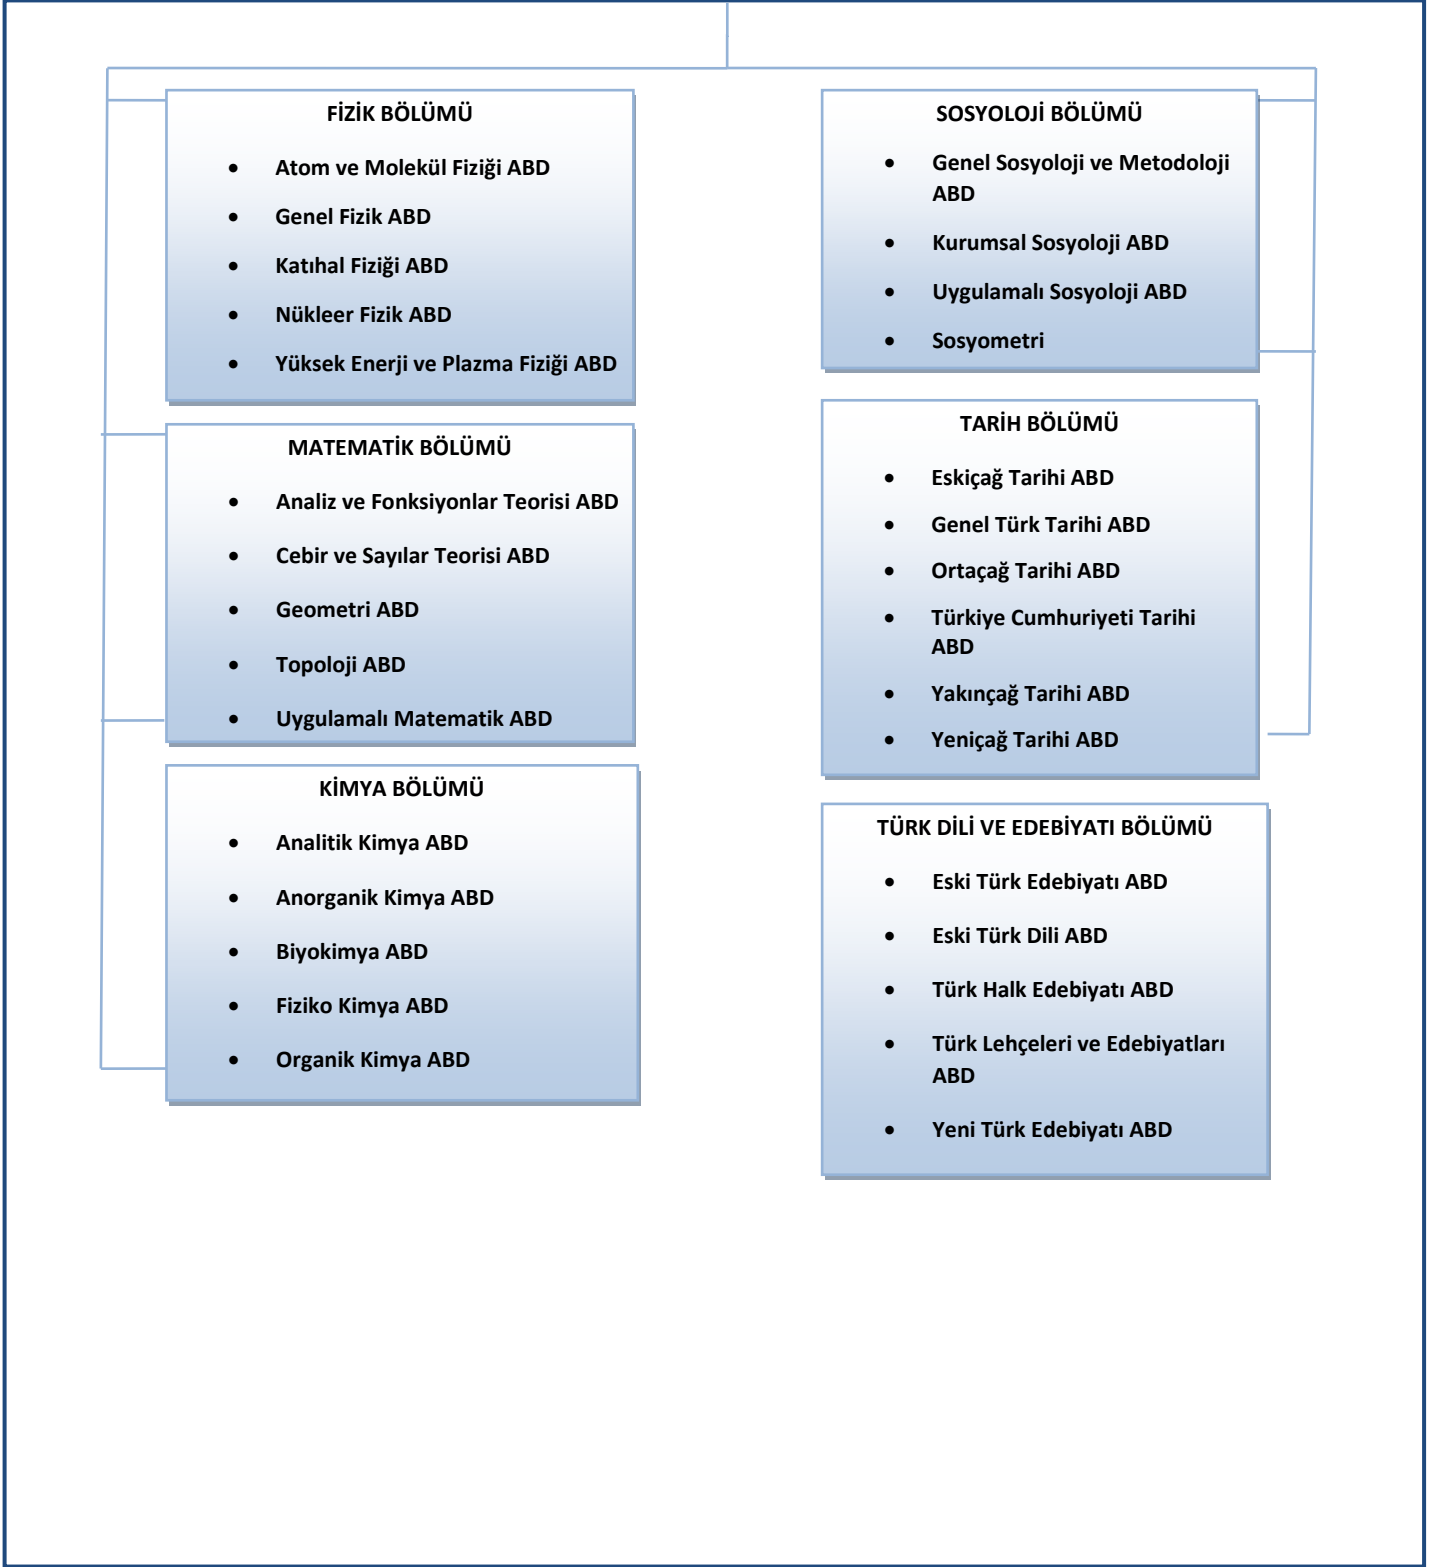 FİZİK BÖLÜMÜ
• Atom ve Molekül Fiziği ABD
• Genel Fizik ABD
• Katıhal Fiziği ABD
• Nükleer Fizik ABD
• Yüksek Enerji ve Plazma Fiziği ABD
MATEMATİK BÖLÜMÜ
• Analiz ve Fonksiyonlar Teorisi ABD
• Cebir ve Sayılar Teorisi ABD
• Geometri ABD
• Topoloji ABD
• Uygulamalı Matematik ABD
KİMYA BÖLÜMÜ
• Analitik Kimya ABD
• Anorganik Kimya ABD
• Biyokimya ABD
• Fiziko Kimya ABD
• Organik Kimya ABD
SOSYOLOJİ BÖLÜMÜ
• Genel Sosyoloji ve Metodoloji
ABD
• Kurumsal Sosyoloji ABD
• Uygulamalı Sosyoloji ABD
• Sosyometri
TARİH BÖLÜMÜ
• Eskiçağ Tarihi ABD
• Genel Türk Tarihi ABD
• Ortaçağ Tarihi ABD
• Türkiye Cumhuriyeti Tarihi
ABD
• Yakınçağ Tarihi ABD
• Yeniçağ Tarihi ABD
TÜRK DİLİ VE EDEBİYATI BÖLÜMÜ
• Eski Türk Edebiyatı ABD
• Eski Türk Dili ABD
• Türk Halk Edebiyatı ABD
• Türk Lehçeleri ve Edebiyatları
ABD
• Yeni Türk Edebiyatı ABD